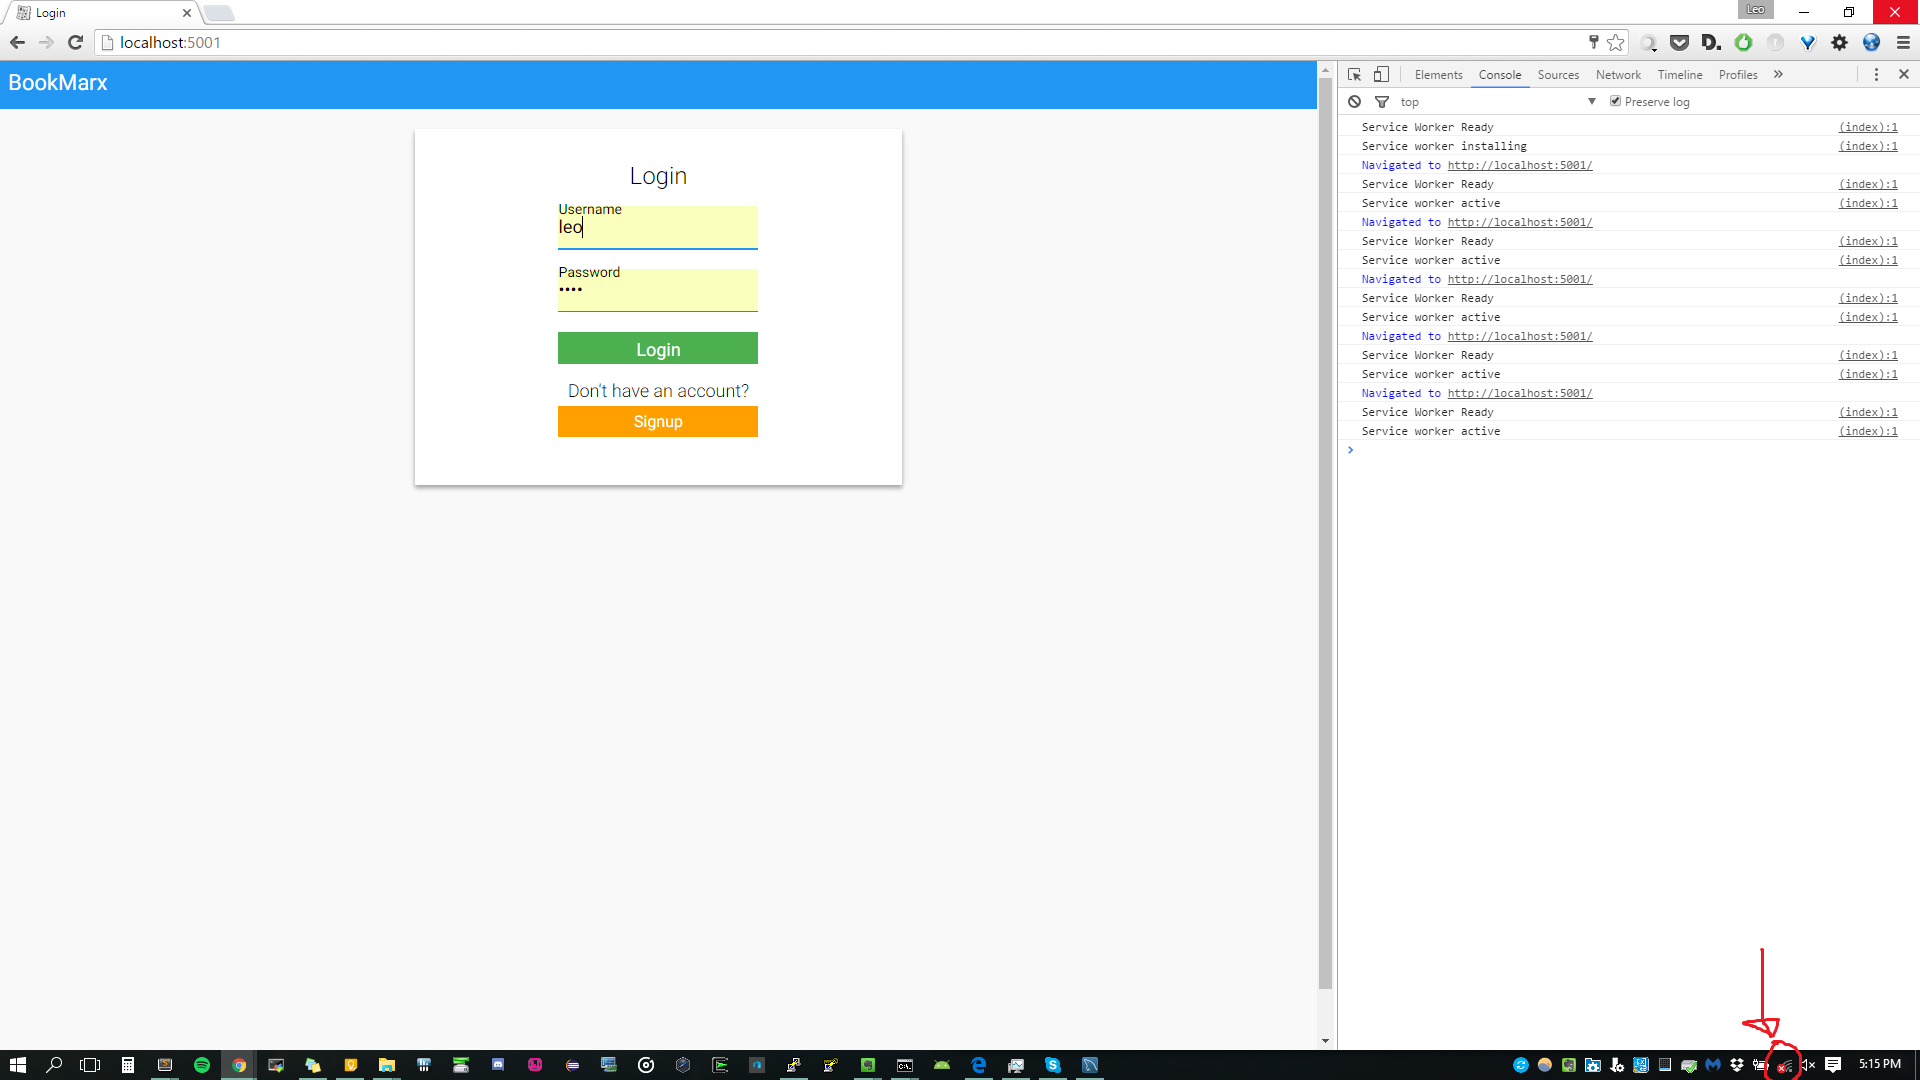 Login
Leo
localhost:5001
BookMarx
Login
Username
leo
Password
••••
Login
Don't have an account?
Signup
Elements Console Sources Network Timeline Profiles »
top Preserve log
Service Worker Ready (index):1
Service worker installing (index):1
Navigated to http://localhost:5001/
Service Worker Ready (index):1
Service worker active (index):1
Navigated to http://localhost:5001/
Service Worker Ready (index):1
Service worker active (index):1
Navigated to http://localhost:5001/
Service Worker Ready (index):1
Service worker active (index):1
Navigated to http://localhost:5001/
Service Worker Ready (index):1
Service worker active (index):1
Navigated to http://localhost:5001/
Service Worker Ready (index):1
Service worker active (index):1
5:15 PM